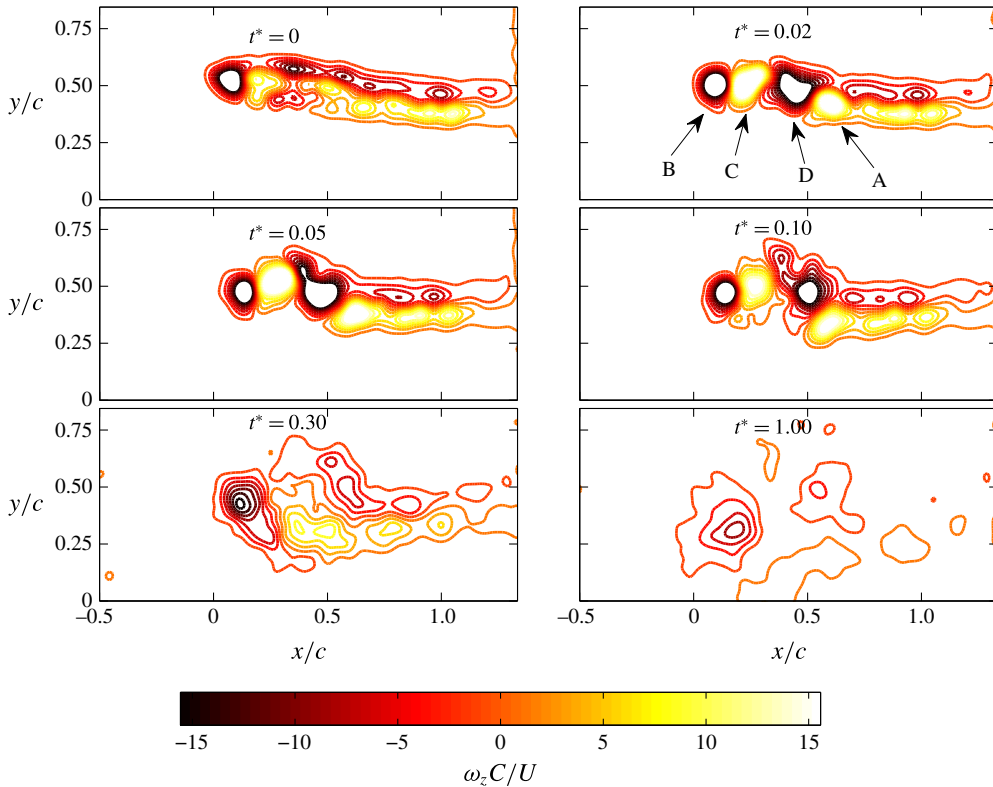 t* = 0
t* = 0.02
0.75
0.50
y/c
0.25
0
B
C
D
A
t* = 0.05
t* = 0.10
0.75
0.50
y/c
0.25
0
t* = 0.30
t* = 1.00
0.75
0.50
y/c
0.25
0
−0.5
0
0.5
1.0
−0.5
0
0.5
1.0
x/c
x/c
−15
−10
−5
0
5
10
15
ω_z C/U